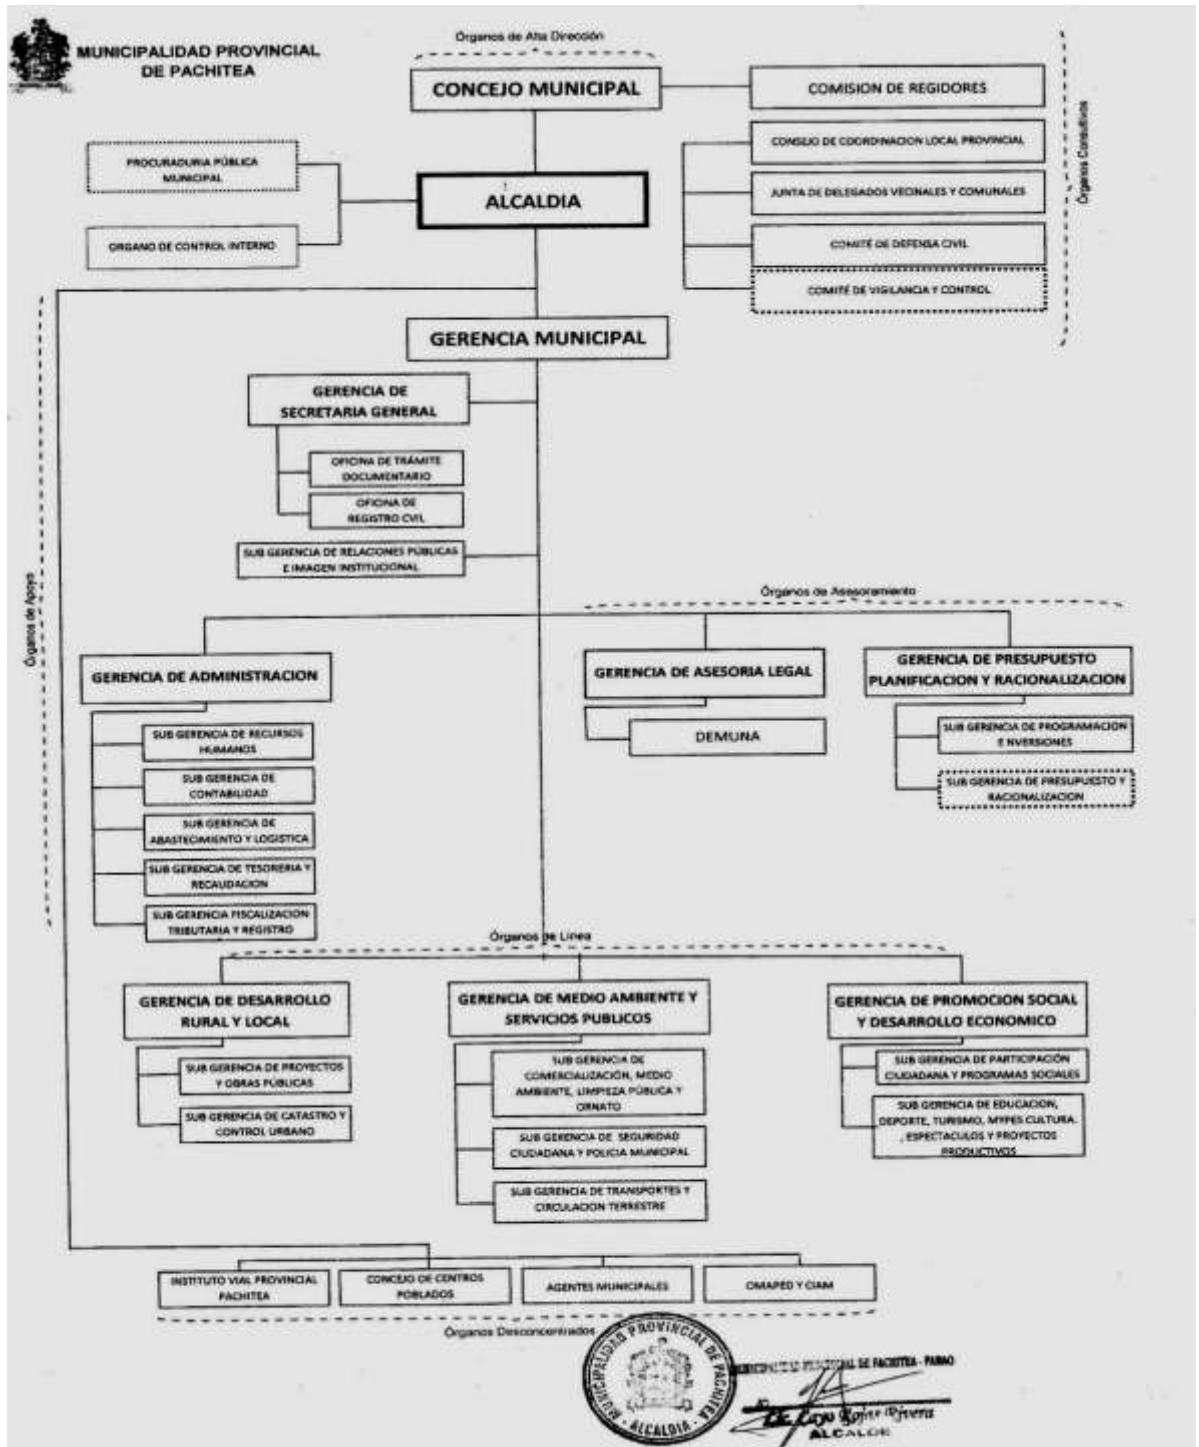 MUNICIPALIDAD PROVINCIAL
DE PACHITEA
Órganos de Alta Dirección
CONCEJO MUNICIPAL
COMISION DE REGIDORES
CONSEJO DE COORDINACION LOCAL PROVINCIAL
PROCURADURIA PÚBLICA
MUNICIPAL
ALCALDIA
JUNTA DE DELEGADOS VECINALES Y COMUNALES
Órganos Consultivos
ORGANO DE CONTROL INTERNO
COMITÉ DE DEFENSA CIVIL
COMITÉ DE VIGILANCIA Y CONTROL
GERENCIA MUNICIPAL
GERENCIA DE
SECRETARIA GENERAL
OFICINA DE TRÁMITE
DOCUMENTARIO
OFICINA DE
REGISTRO CVIL
SUB GERENCIA DE RELACIONES PÚBLICAS
E IMAGEN INSTITUCIONAL
Órganos de Apoyo
Órganos de Asesoramiento
GERENCIA DE ADMINISTRACION
GERENCIA DE ASESORIA LEGAL
GERENCIA DE PRESUPUESTO
PLANIFICACION Y RACIONALIZACION
SUB GERENCIA DE RECURSOS
HUMANOS
DEMUNA
SUB GERENCIA DE PROGRAMACION
E NVERSIONES
SUB GERENCIA DE
CONTABILIDAD
SUB GERENCIA DE PRESUPUESTO Y
RACIONALIZACION
SUB GERENCIA DE
ABASTECIMIENTO Y LOGISTICA
SUB GERENCIA DE TESORERIA Y
RECAUDACION
SUB GERENCIA FISCALIZACION
TRIBUTARIA Y REGISTRO
Órganos de Linea
GERENCIA DE DESARROLLO
RURAL Y LOCAL
GERENCIA DE MEDIO AMBIENTE Y
SERVICIOS PUBLICOS
GERENCIA DE PROMOCION SOCIAL
Y DESARROLLO ECONOMICO
SUB GERENCIA DE PROYECTOS
Y OBRAS PÚBLICAS
SUB GERENCIA DE
COMERCIALIZACIÓN, MEDIO
AMBIENTE, LIMPIEZA PÚBLICA Y
ORNATO
SUB GERENCIA DE PARTICIPACIÓN
CIUDADANA Y PROGRAMAS SOCIALES
SUB GERENCIA DE CATASTRO Y
CONTROL URBANO
SUB GERENCIA DE EDUCACION,
DEPORTE, TURISMO, MYPES CULTURA.
, ESPECTACULOS Y PROYECTOS
PRODUCTIVOS
SUB GERENCIA DE SEGURIDAD
CIUDADANA Y POLICIA MUNICIPAL
SUB GERENCIA DE TRANSPORTES Y
CIRCULACION TERRESTRE
INSTITUTO VIAL PROVINCIAL
PACHITEA
CONCEJO DE CENTROS
POBLADOS
AGENTES MUNICIPALES
OMAPED Y CIAM
Órganos Desconcentrados
MUNICIPALIDAD PROVINCIAL DE PACHITEA
- ALCALDIA -
DE PACHITEA - PANAO
ALCALDE